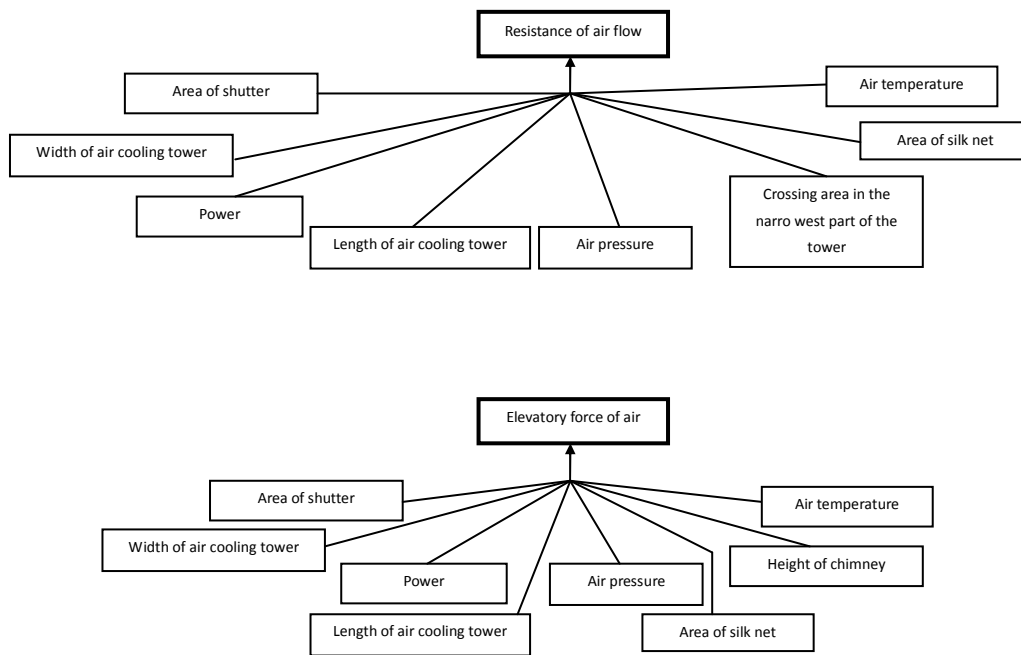 Resistance of air flow
Area of shutter
Air temperature
Width of air cooling tower
Area of silk net
Power
Crossing area in the
narro west part of the
tower
Length of air cooling tower
Air pressure
Elevatory force of air
Area of shutter
Air temperature
Width of air cooling tower
Height of chimney
Power
Air pressure
Length of air cooling tower
Area of silk net